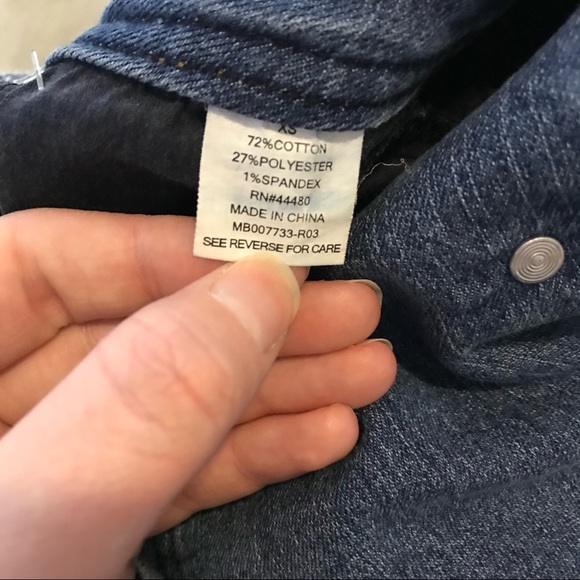 XS
72%COTTON
27%POLYESTER
1%SPANDEX
RN#44480
MADE IN CHINA
MB007733-R03
SEE REVERSE FOR CARE